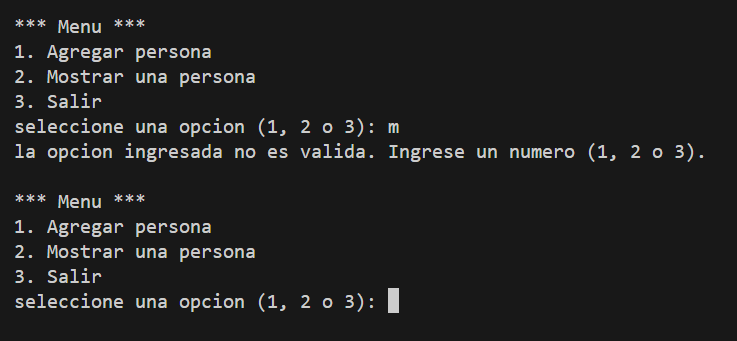 *** Menu ***
1. Agregar persona
2. Mostrar una persona
3. Salir
seleccione una opcion (1, 2 o 3): m
la opcion ingresada no es valida. Ingrese un numero (1, 2 o 3).
*** Menu ***
1. Agregar persona
2. Mostrar una persona
3. Salir
seleccione una opcion (1, 2 o 3):